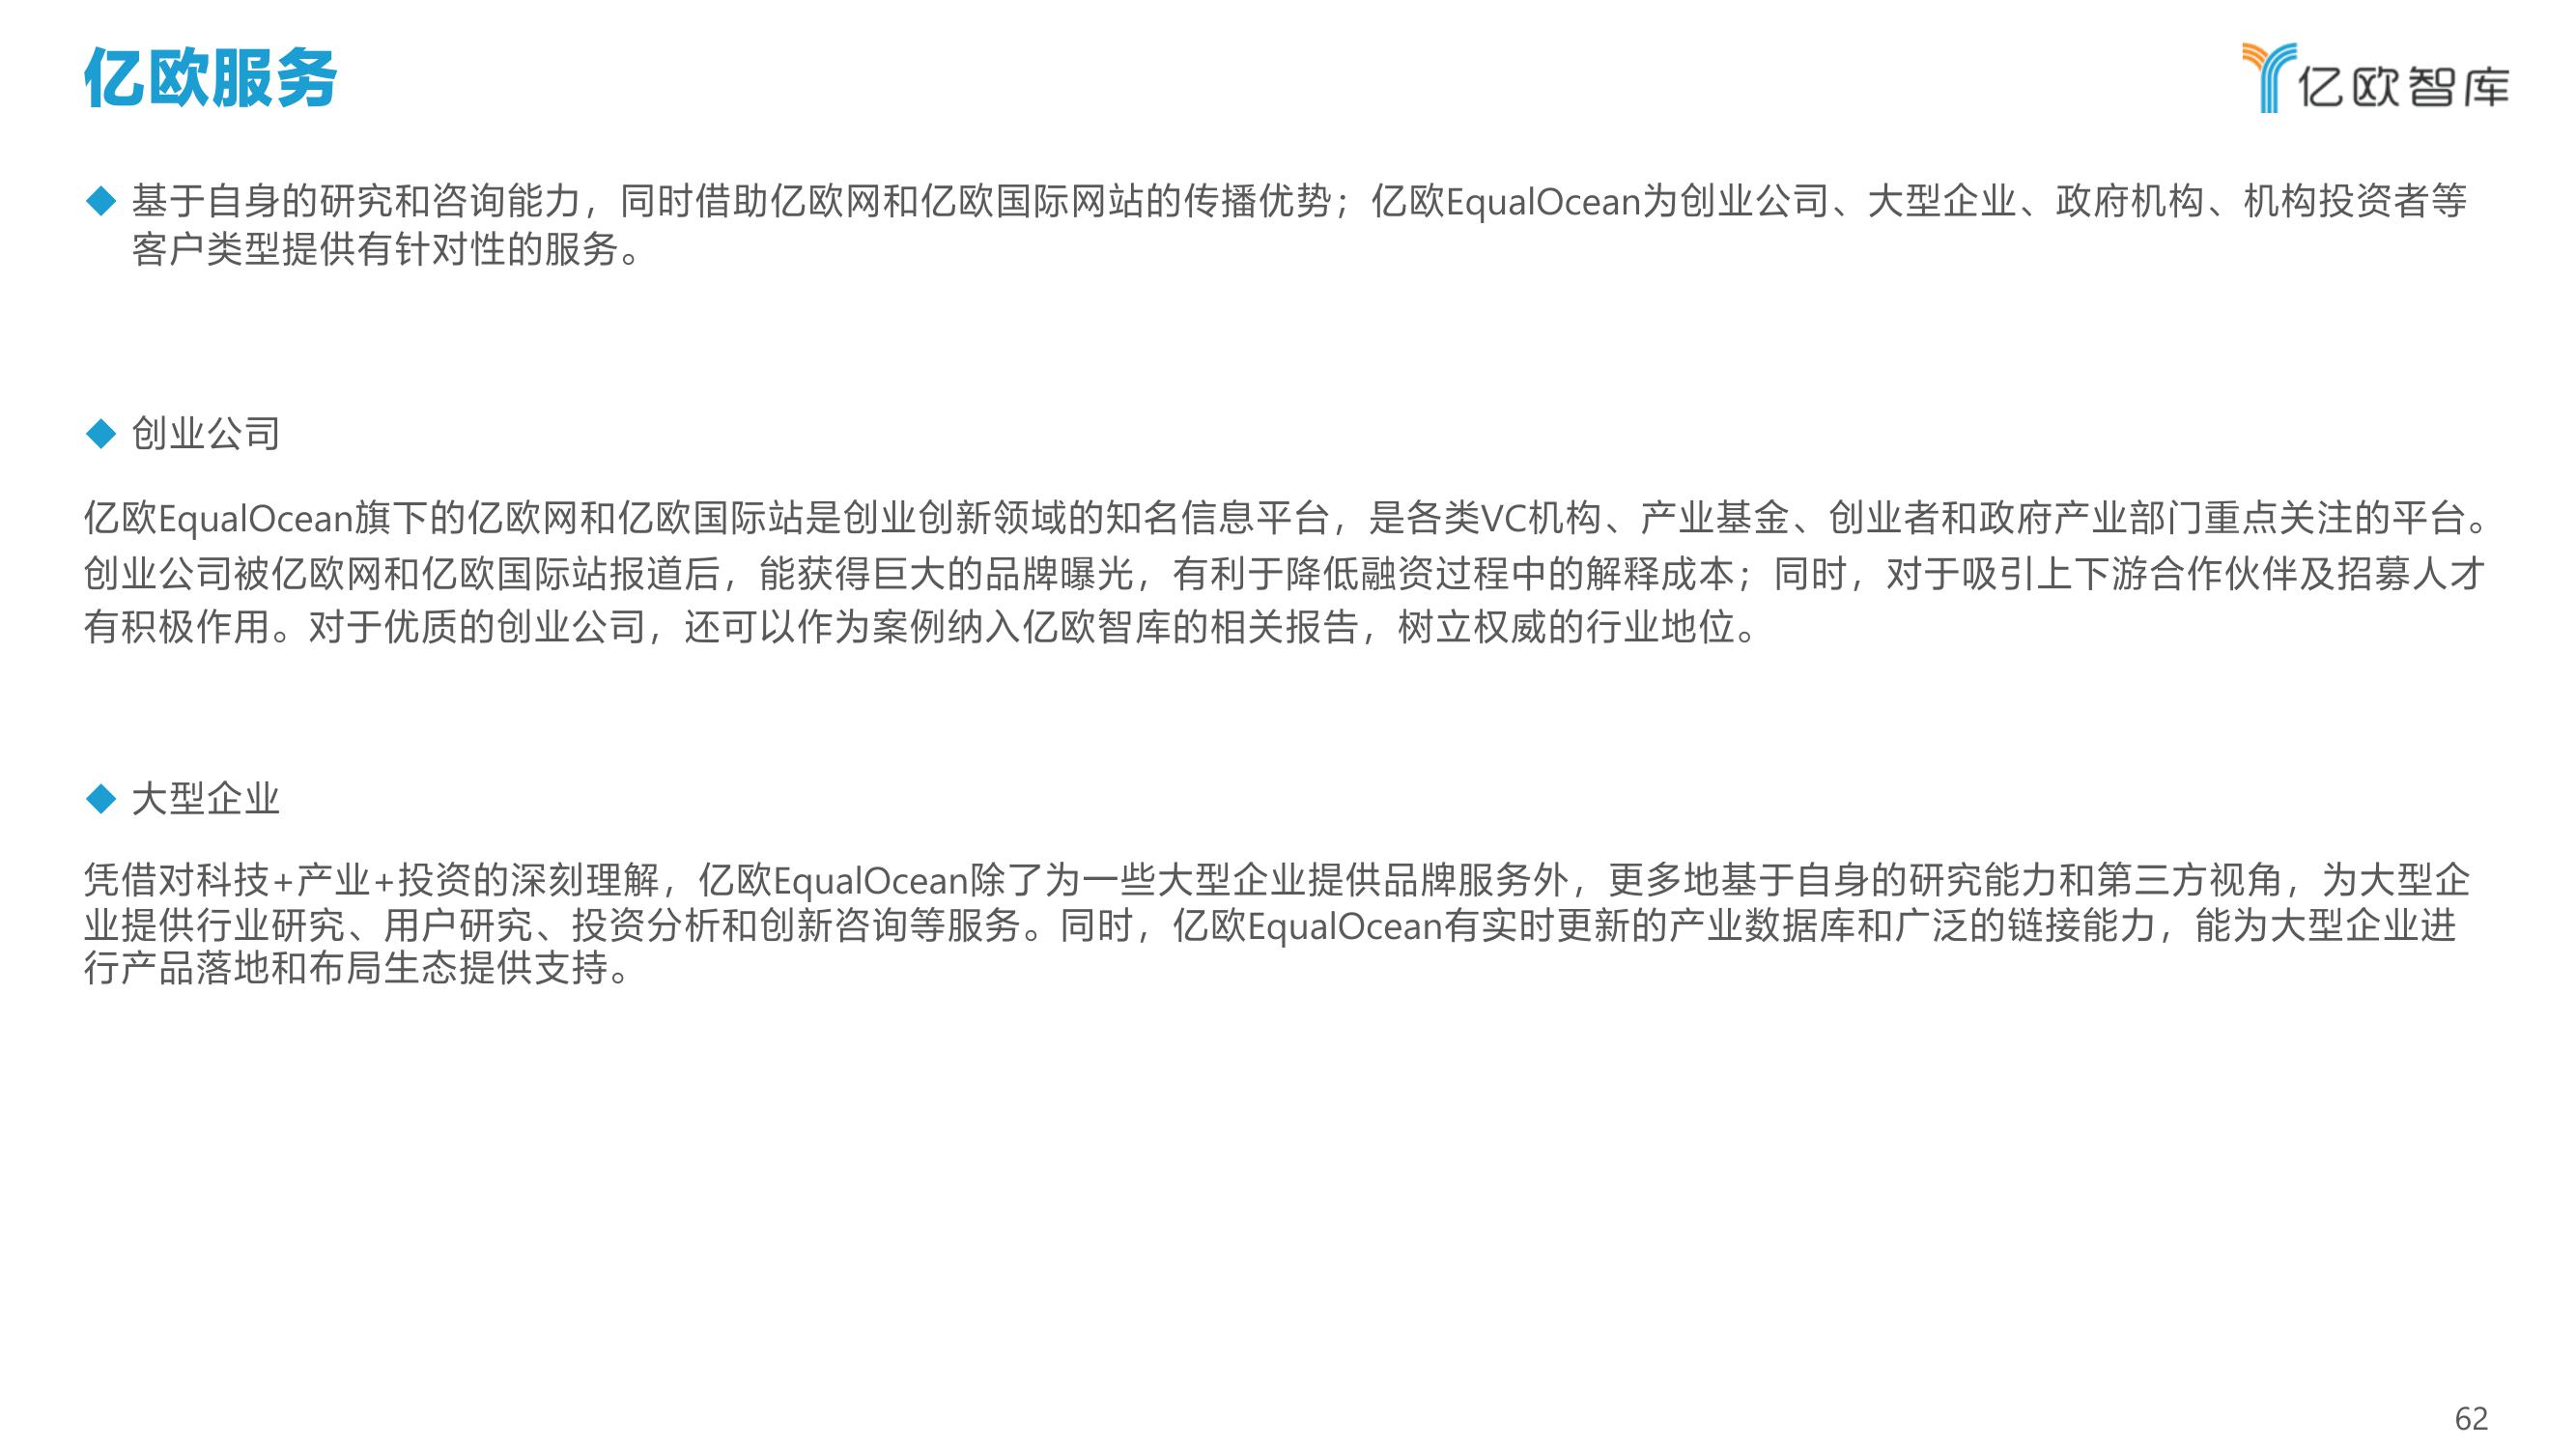 亿欧服务
亿欧智库
◆ 基于自身的研究和咨询能力，同时借助亿欧网和亿欧国际网站的传播优势；亿欧EqualOcean为创业公司、大型企业、政府机构、机构投资者等
客户类型提供有针对性的服务。
◆ 创业公司
亿欧EqualOcean旗下的亿欧网和亿欧国际站是创业创新领域的知名信息平台，是各类VC机构、产业基金、创业者和政府产业部门重点关注的平台。
创业公司被亿欧网和亿欧国际站报道后，能获得巨大的品牌曝光，有利于降低融资过程中的解释成本；同时，对于吸引上下游合作伙伴及招募人才
有积极作用。对于优质的创业公司，还可以作为案例纳入亿欧智库的相关报告，树立权威的行业地位。
◆ 大型企业
凭借对科技+产业+投资的深刻理解，亿欧EqualOcean除了为一些大型企业提供品牌服务外，更多地基于自身的研究能力和第三方视角，为大型企
业提供行业研究、用户研究、投资分析和创新咨询等服务。同时，亿欧EqualOcean有实时更新的产业数据库和广泛的链接能力，能为大型企业进
行产品落地和布局生态提供支持。
62